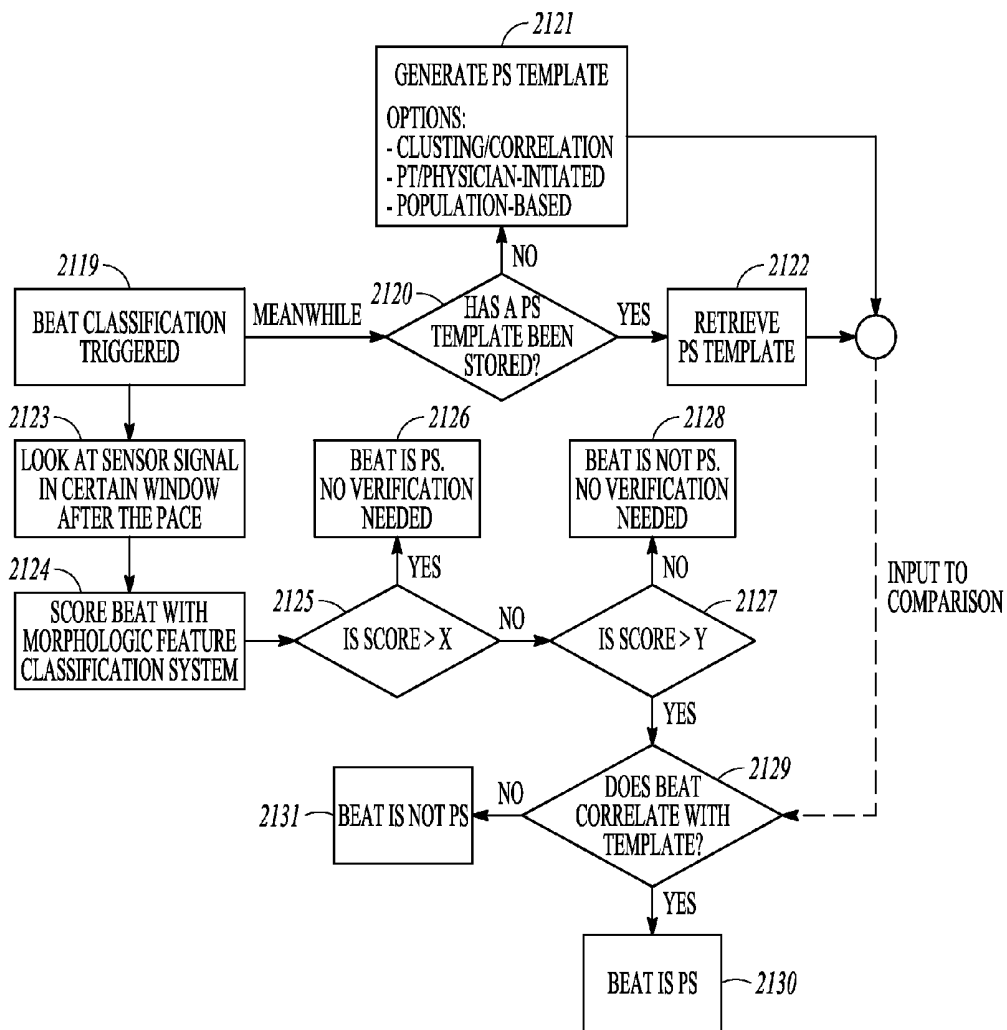 2121
GENERATE PS TEMPLATE
OPTIONS:
- CLUSTING/CORRELATION
- PT/PHYSICIAN-INTIATED
- POPULATION-BASED
NO
2119
BEAT CLASSIFICATION
TRIGGERED
MEANWHILE
2120
HAS A PS
TEMPLATE BEEN
STORED?
YES
2122
RETRIEVE
PS TEMPLATE
2123
LOOK AT SENSOR SIGNAL
IN CERTAIN WINDOW
AFTER THE PACE
2126
BEAT IS PS.
NO VERIFICATION
NEEDED
2128
BEAT IS NOT PS.
NO VERIFICATION
NEEDED
YES
NO
INPUT TO
COMPARISON
2124
SCORE BEAT WITH
MORPHOLOGIC FEATURE
CLASSIFICATION SYSTEM
2125
IS SCORE > X
NO
2127
IS SCORE > Y
YES
2129
DOES BEAT
CORRELATE WITH
TEMPLATE?
NO
2131
BEAT IS NOT PS
YES
BEAT IS PS
2130